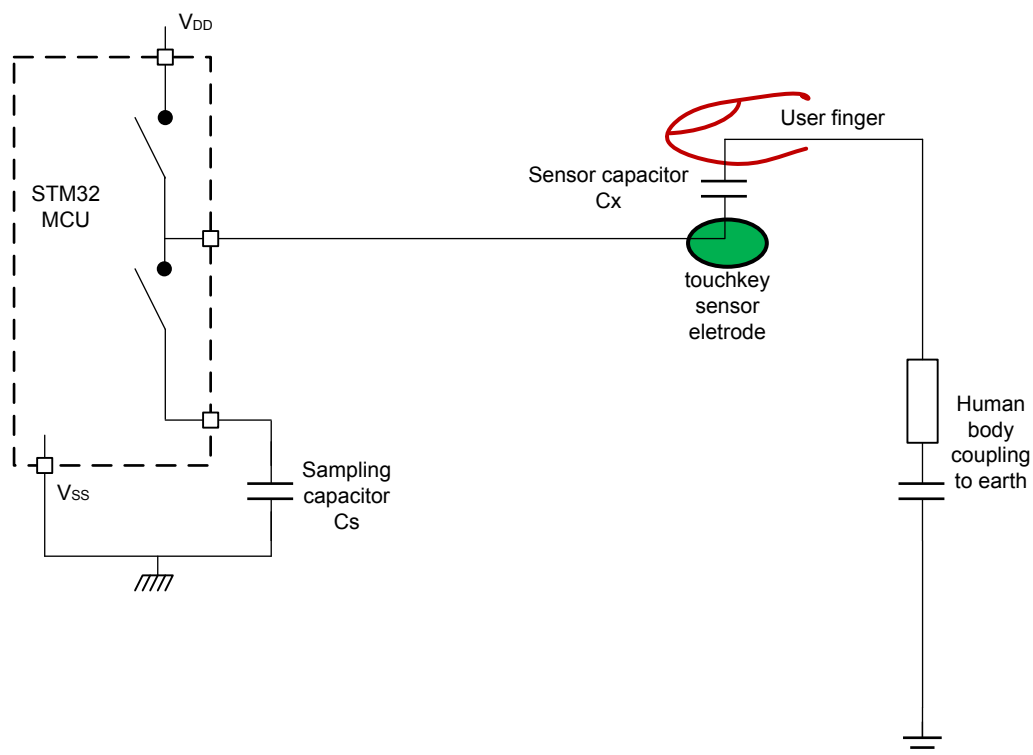 VDD
STM32
MCU
User finger
Sensor capacitor
Cx
touchkey
sensor
eletrode
Human
body
coupling
to earth
Sampling
capacitor
Cs
VSS